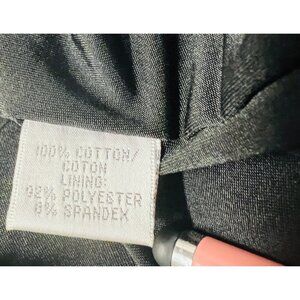 100% COTTON/
COTON
LINING:
92% POLYESTER
8% SPANDEX